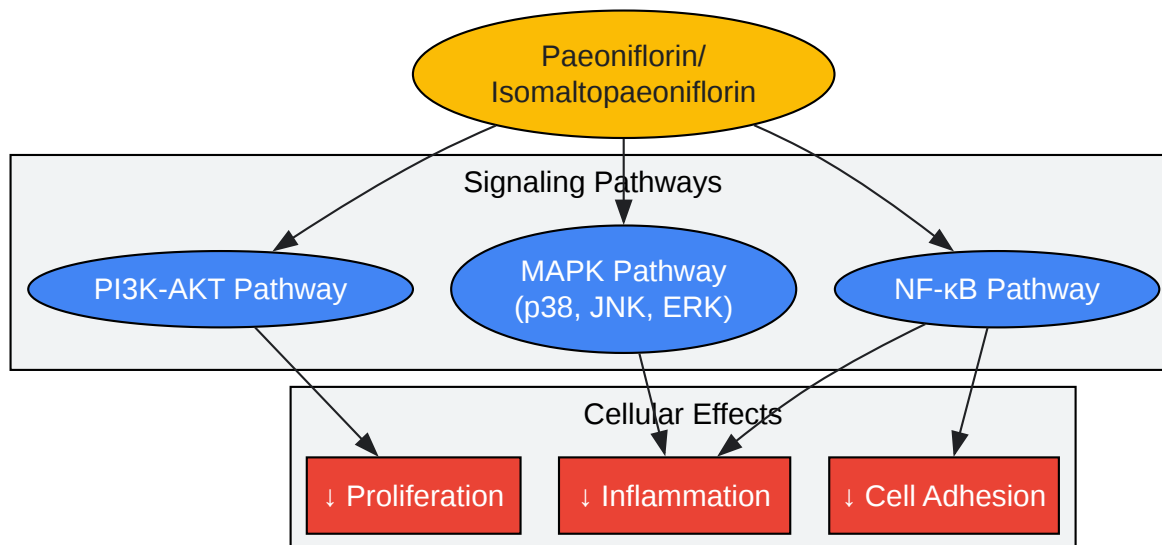 Paeoniflorin/
Isomaltopaeoniflorin
Signaling Pathways
PI3K-AKT Pathway
MAPK Pathway
(p38, JNK, ERK)
NF-κB Pathway
Cellular Effects
↓ Proliferation
↓ Inflammation
↓ Cell Adhesion